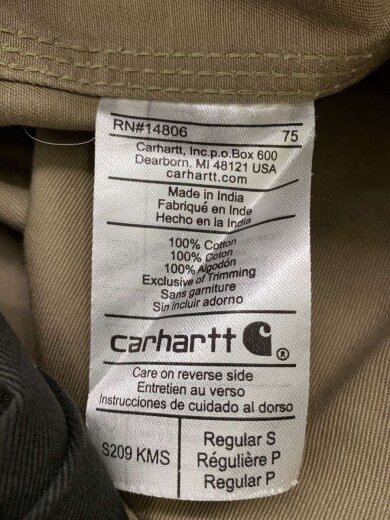 RN#14806 75
Carhartt, Inc.p.o.Box 600
Dearborn. MI 48121 USA
carhartt.com
Made in India
Fabriqué en Inde
Hecho en la India
100% Cotton
100% Coton
100% Algodón
Exclusive of Trimming
Sans garniture
Sin incluir adorno
carhartt ®
Care on reverse side
Entretien au verso
Instrucciones de cuidado al dorso
S209 KMS
Regular S
Régulière P
Regular P